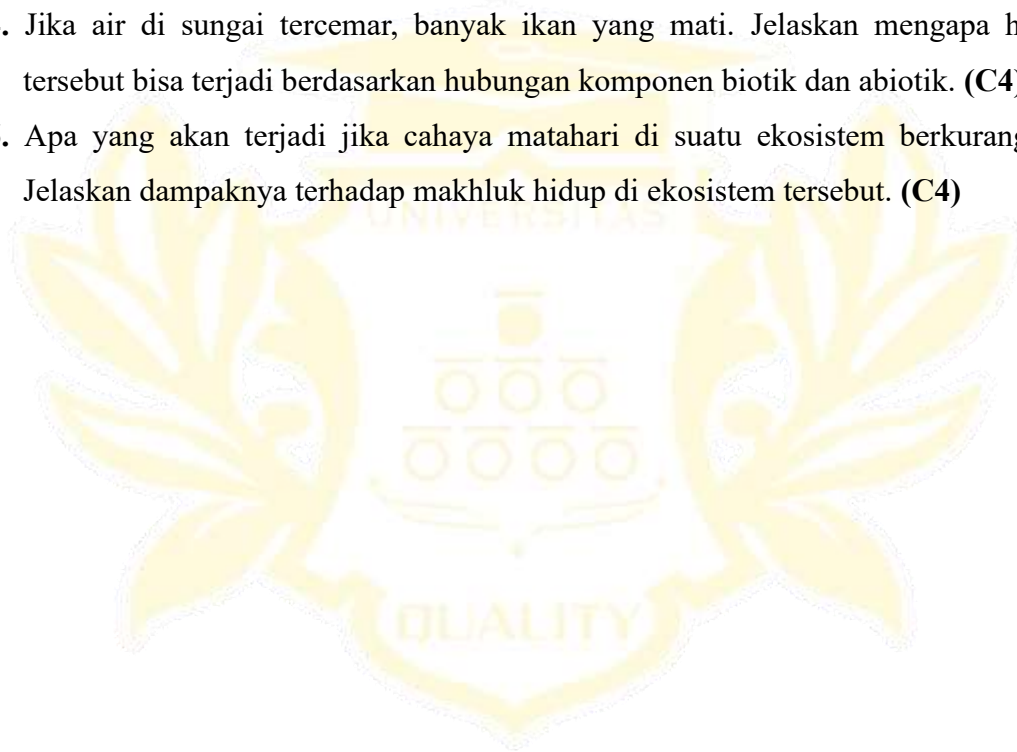 . Jika air di sungai tercemar, banyak ikan yang mati. Jelaskan mengapa h
tersebut bisa terjadi berdasarkan hubungan komponen biotik dan abiotik. (C4)
. Apa yang akan terjadi jika cahaya matahari di suatu ekosistem berkurang
Jelaskan dampaknya terhadap makhluk hidup di ekosistem tersebut. (C4)
UNIVERSITAS
QUALITY